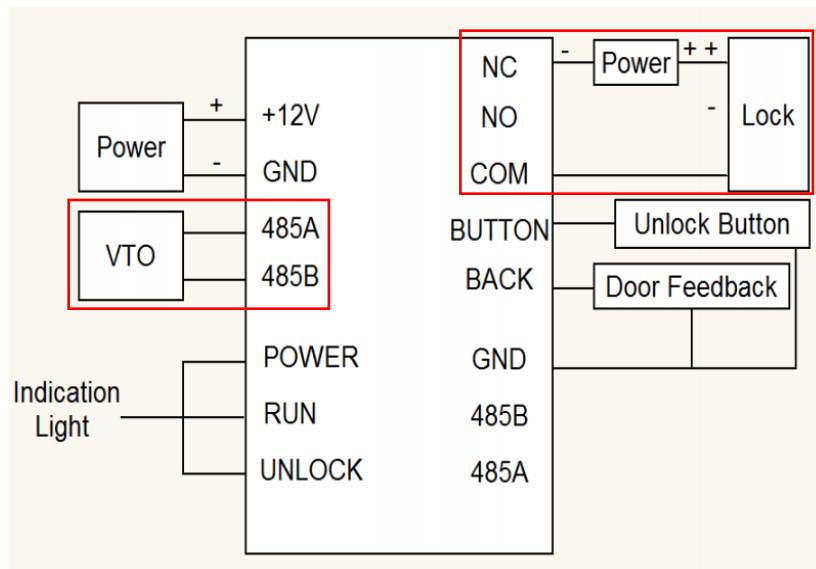 Power
+
-
VTO
Indication
Light
+12V
GND
485A
485B
POWER
RUN
UNLOCK
NC
NO
COM
BUTTON
BACK
GND
485B
485A
-
Power
+ +
-
Lock
Unlock Button
Door Feedback